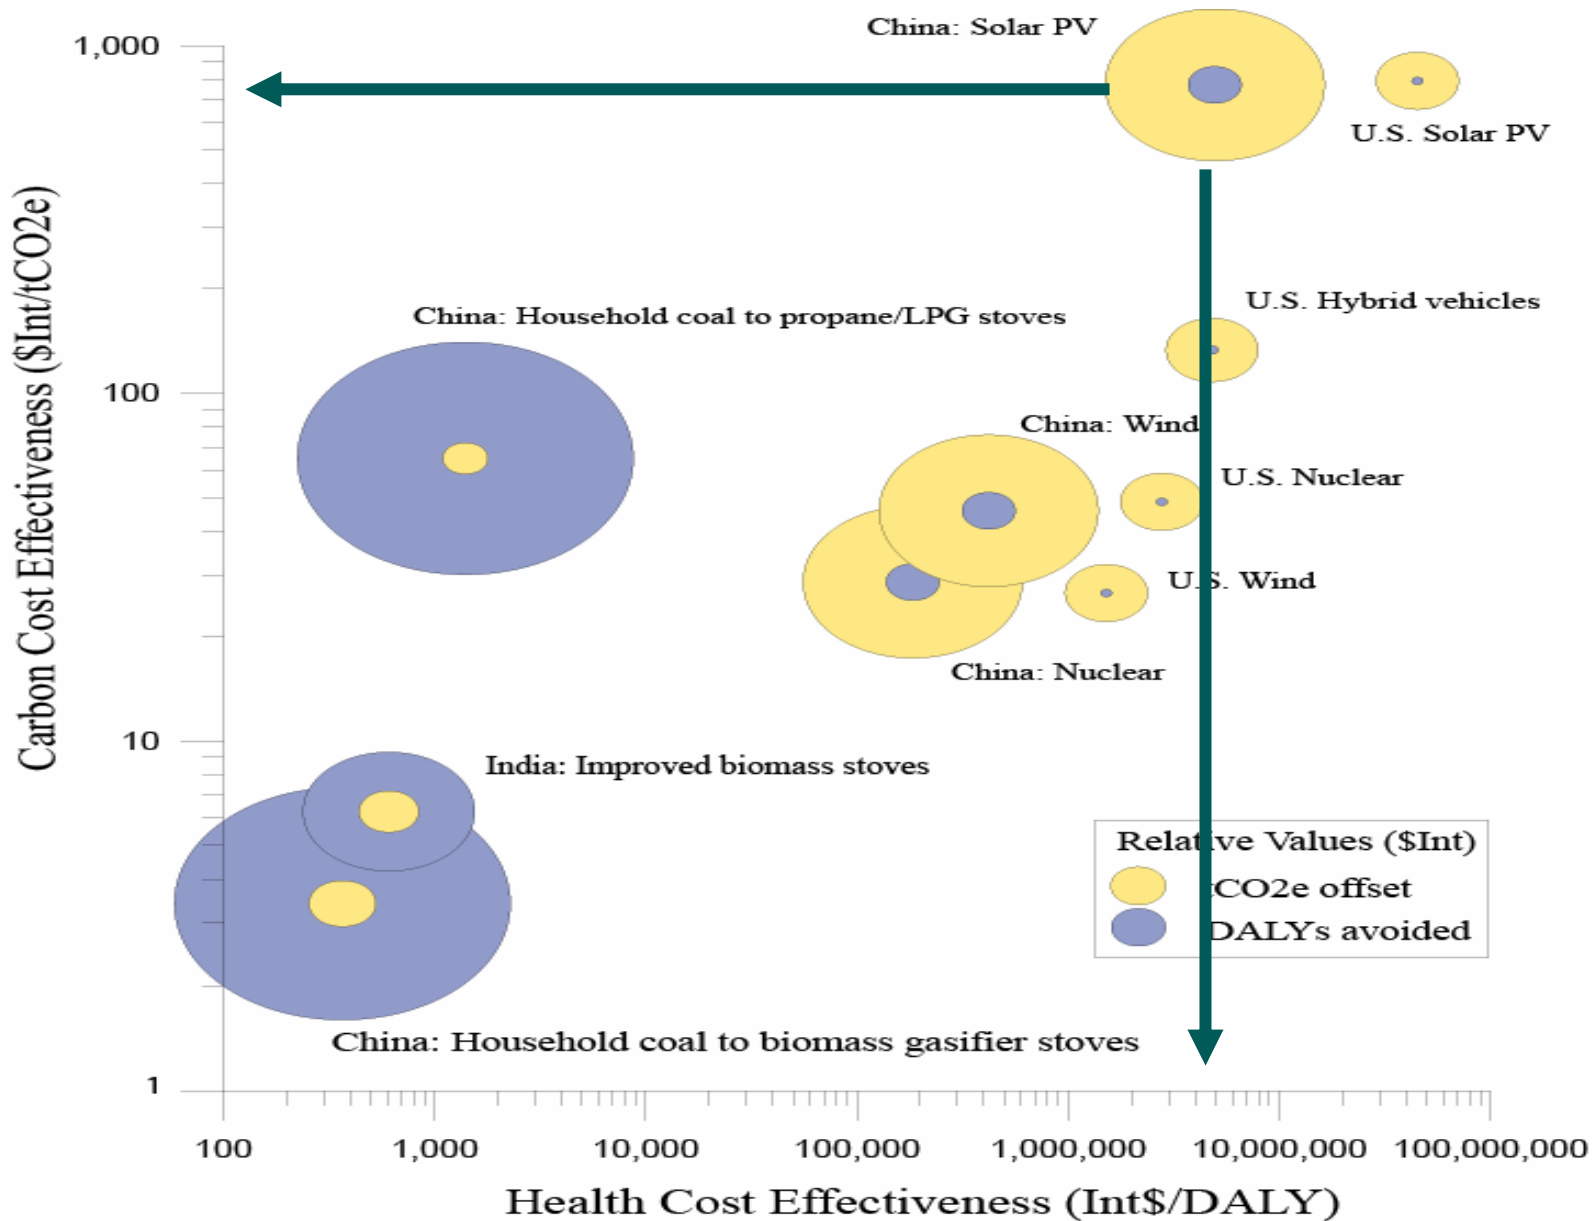 China: Solar PV
1,000
U.S. Solar PV
Carbon Cost Effectiveness ($Int/tCO2e)
U.S. Hybrid vehicles
China: Household coal to propane/LPG stoves
100
China: Wind
U.S. Nuclear
U.S. Wind
China: Nuclear
10
India: Improved biomass stoves
Relative Values ($Int)
tCO2e offset
DALYs avoided
China: Household coal to biomass gasifier stoves
1
100 1,000 10,000 100,000 1,000,000 10,000,000 100,000,000
Health Cost Effectiveness (Int$/DALY)